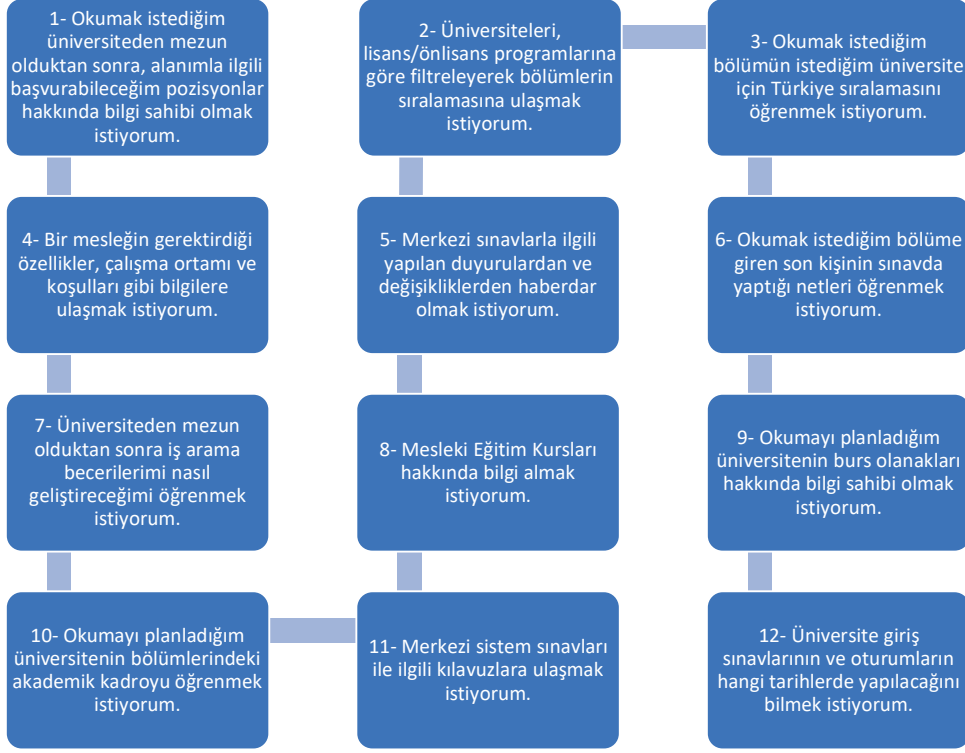 1- Okumak istediğim
üniversiteden mezun
olduktan sonra, alanımla ilgili
başvurabileceğim pozisyonlar
hakkında bilgi sahibi olmak
istiyorum.
2- Üniversiteleri,
lisans/önlisans programlarına
göre filtreleyerek bölümlerin
sıralamasına ulaşmak
istiyorum.
3- Okumak istediğim
bölümün istediğim üniversite
için Türkiye sıralamasını
öğrenmek istiyorum.
4- Bir mesleğin gerektirdiği
özellikler, çalışma ortamı ve
koşulları gibi bilgilere
ulaşmak istiyorum.
5- Merkezi sınavlarla ilgili
yapılan duyurulardan ve
değişikliklerden haberdar
olmak istiyorum.
6- Okumak istediğim bölüme
giren son kişinin sınavda
yaptığı netleri öğrenmek
istiyorum.
7- Üniversiteden mezun
olduktan sonra iş arama
becerilerimi nasıl
geliştireceğimi öğrenmek
istiyorum.
8- Mesleki Eğitim Kursları
hakkında bilgi almak
istiyorum.
9- Okumayı planladığım
üniversitenin burs olanakları
hakkında bilgi sahibi olmak
istiyorum.
10- Okumayı planladığım
üniversitenin bölümlerindeki
akademik kadroyu öğrenmek
istiyorum.
11- Merkezi sistem sınavları
ile ilgili kılavuzlara ulaşmak
istiyorum.
12- Üniversite giriş
sınavlarının ve oturumların
hangi tarihlerde yapılacağını
bilmek istiyorum.